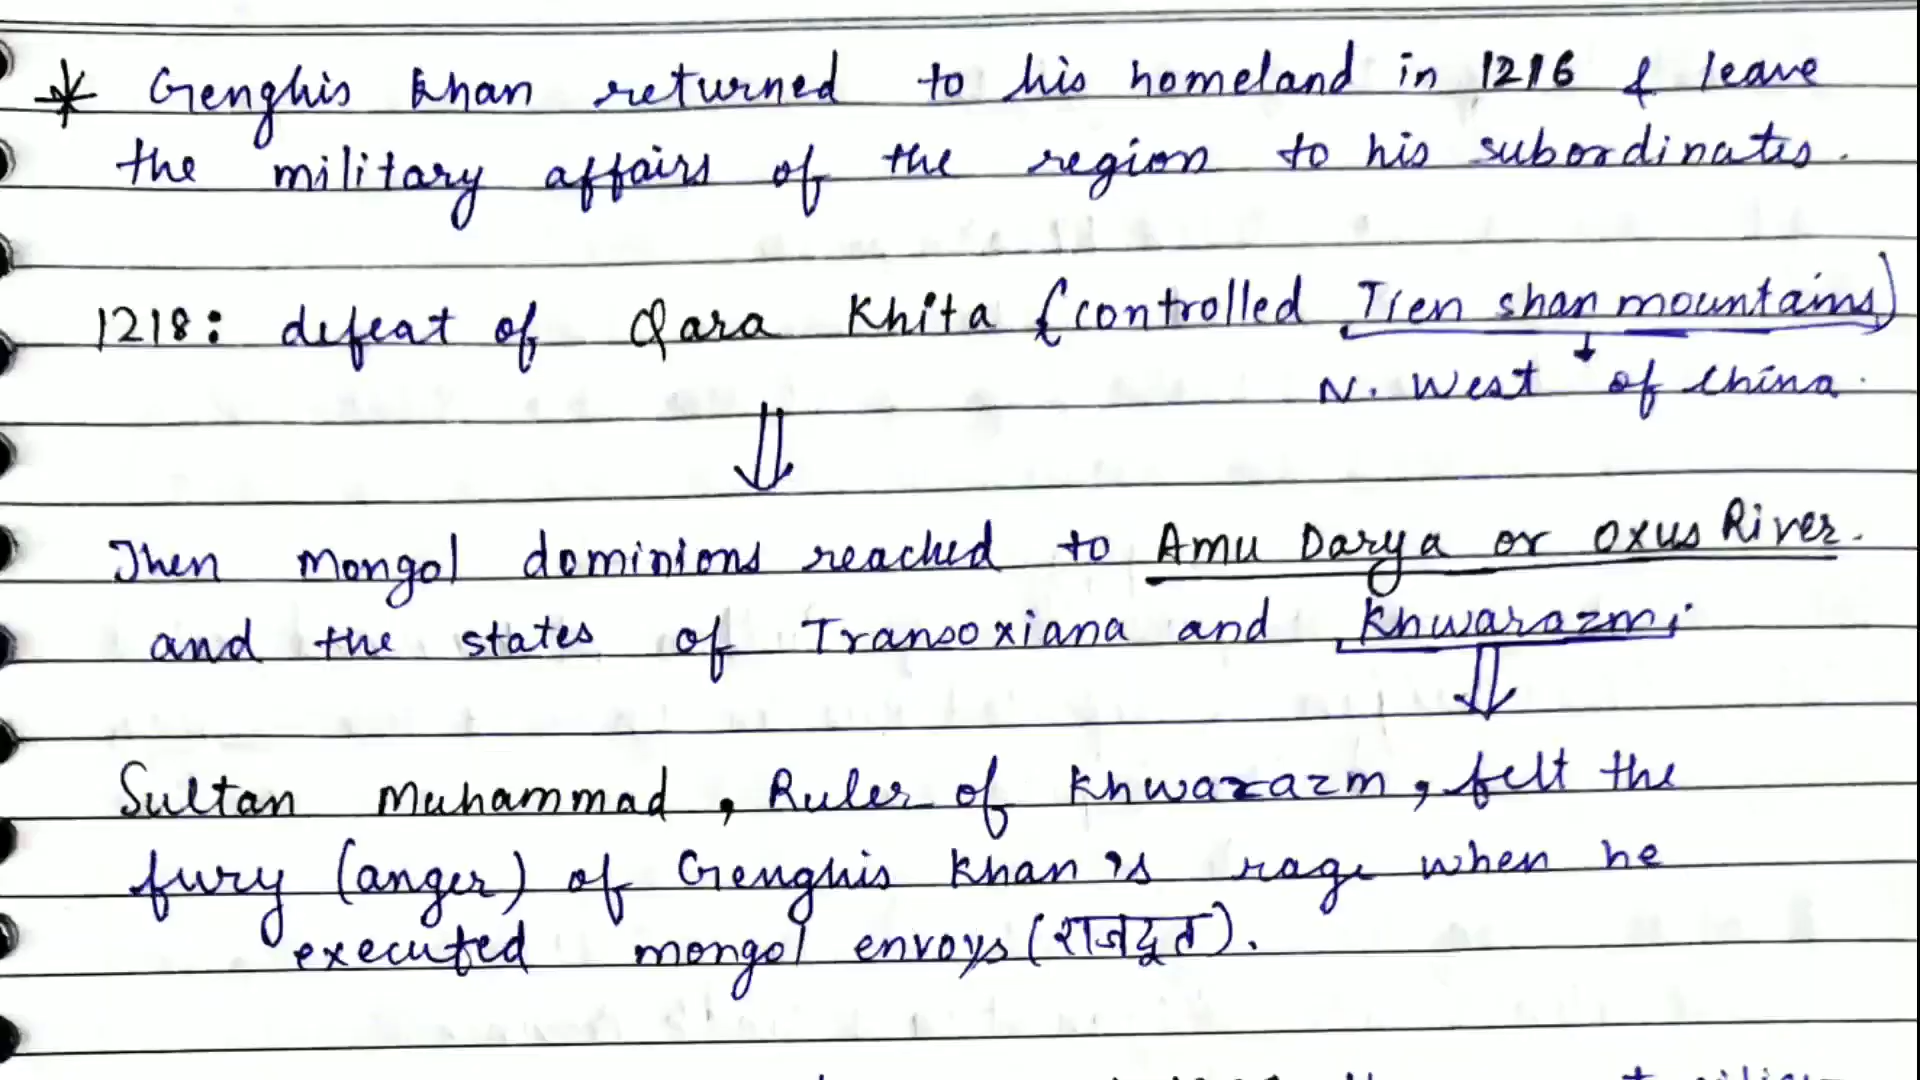 * Genghis Khan returned to his homeland in 1216 & leave
the military affairs of the region to his subordinates.
1218: defeat of Qara Khita (controlled Tien shan mountains)
N. West of China.
Then Mongol dominions reached to Amu Darya or Oxus River.
and the states of Transoxiana and Khwarazm.
Sultan Muhammad, Ruler of Khwarazm, felt the
fury (anger) of Genghis Khan's rage when he
executed mongol envoys (राजदूत).